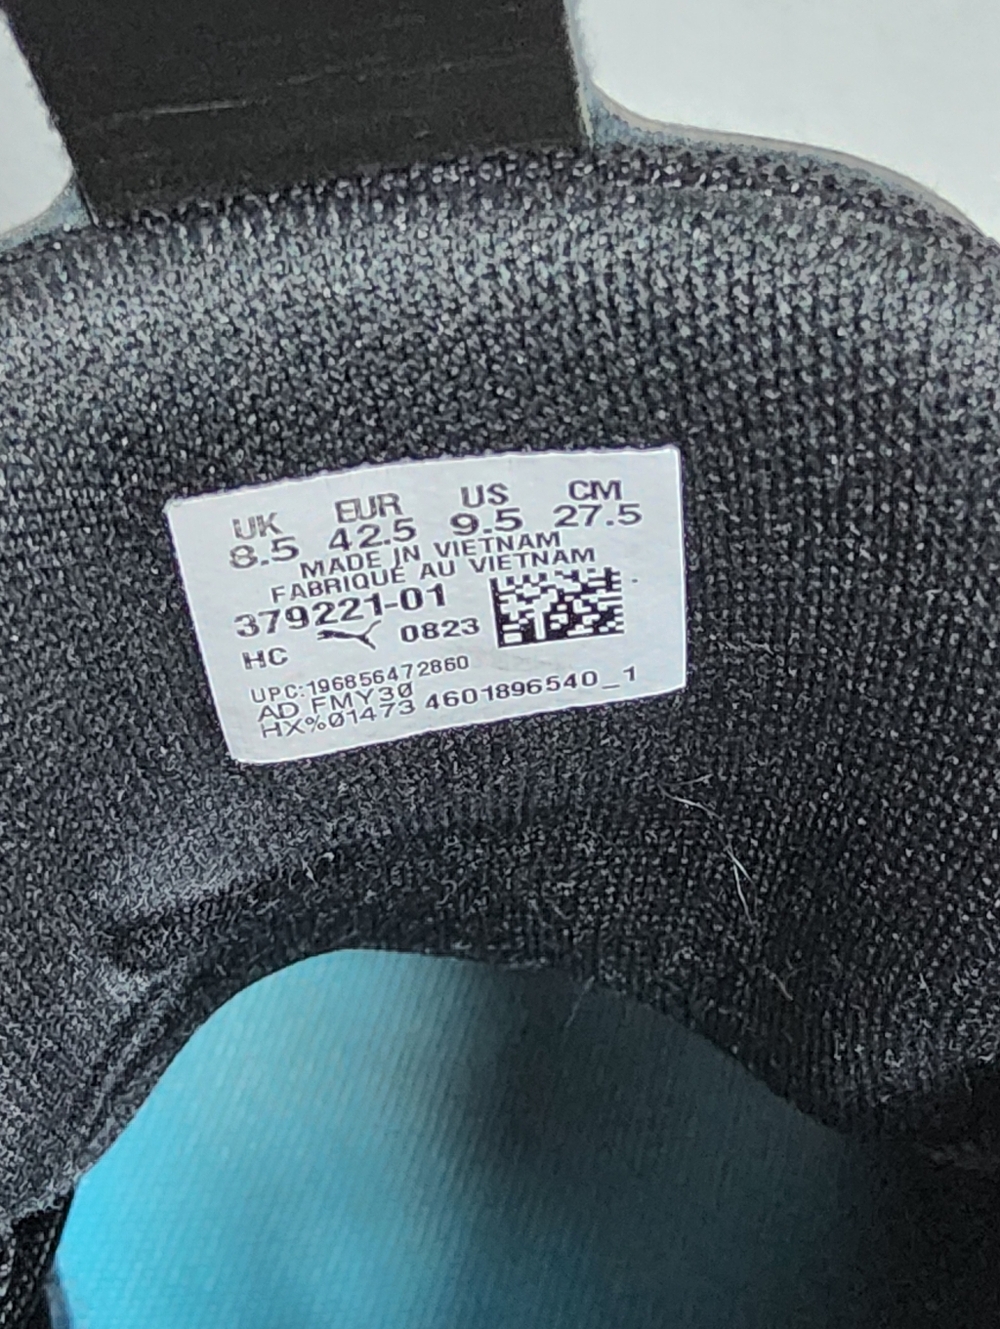 UK EUR US CM
8.5 42.5 9.5 27.5
MADE IN VIETNAM
FABRIQUÉ AU VIETNAM
379221-01
HC 0823
UPC:196856472860
AD FMY30
HX%01473 4601896540_1